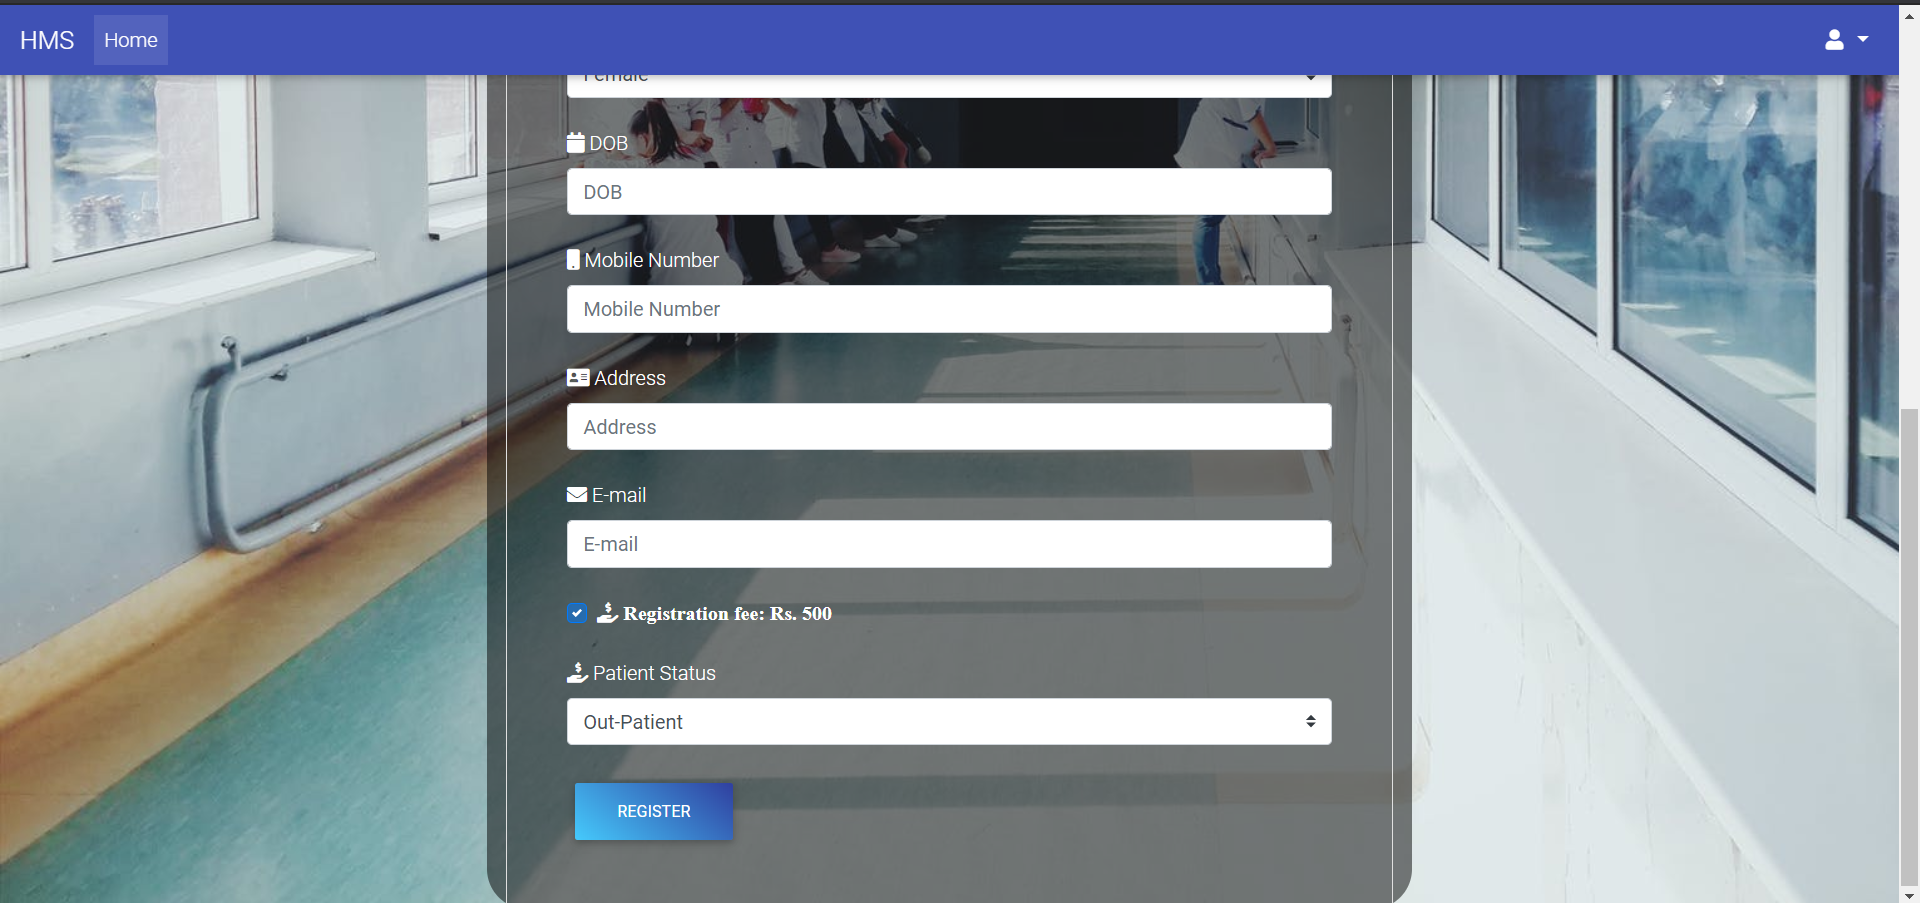 HMS Home
Female
DOB
DOB
Mobile Number
Mobile Number
Address
Address
E-mail
E-mail
Registration fee: Rs. 500
Patient Status
Out-Patient
REGISTER